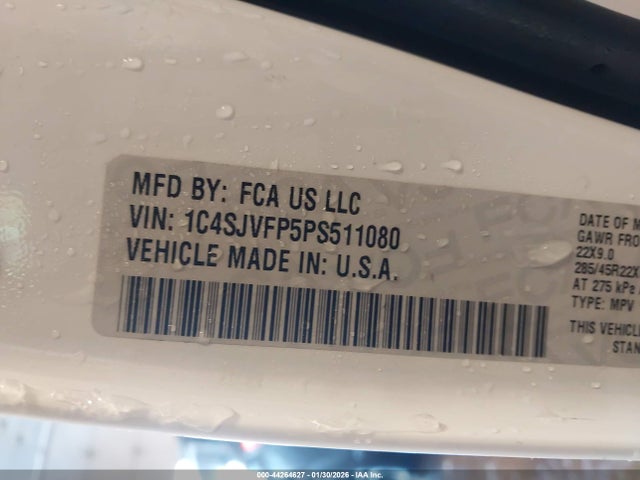 MFD BY: FCA US LLC
VIN: 1C4SJVFP5PS511080
VEHICLE MADE IN: U.S.A.
DATE OF M
GAWR FRO
22X9.0
285/45R22X
AT 275 kPa
TYPE: MPV
THIS VEHICLE
STAN
000-44264627 - 01/30/2026 - IAA Inc.